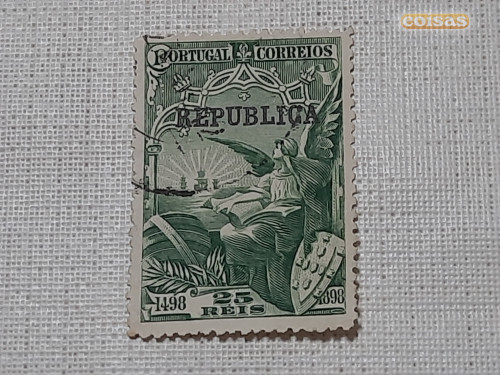 coisas
PORTUGAL CORREIOS
REPUBLICA
1498 25 1898
REIS